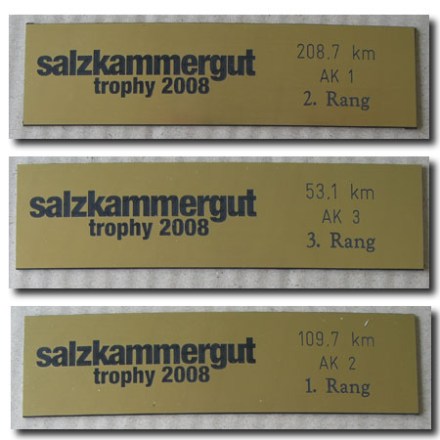 salzkammergut
trophy 2008
208,7 km
AK 1
2. Rang
salzkammergut
trophy 2008
53,1 km
AK 3
3. Rang
salzkammergut
trophy 2008
109,7 km
AK 2
1. Rang